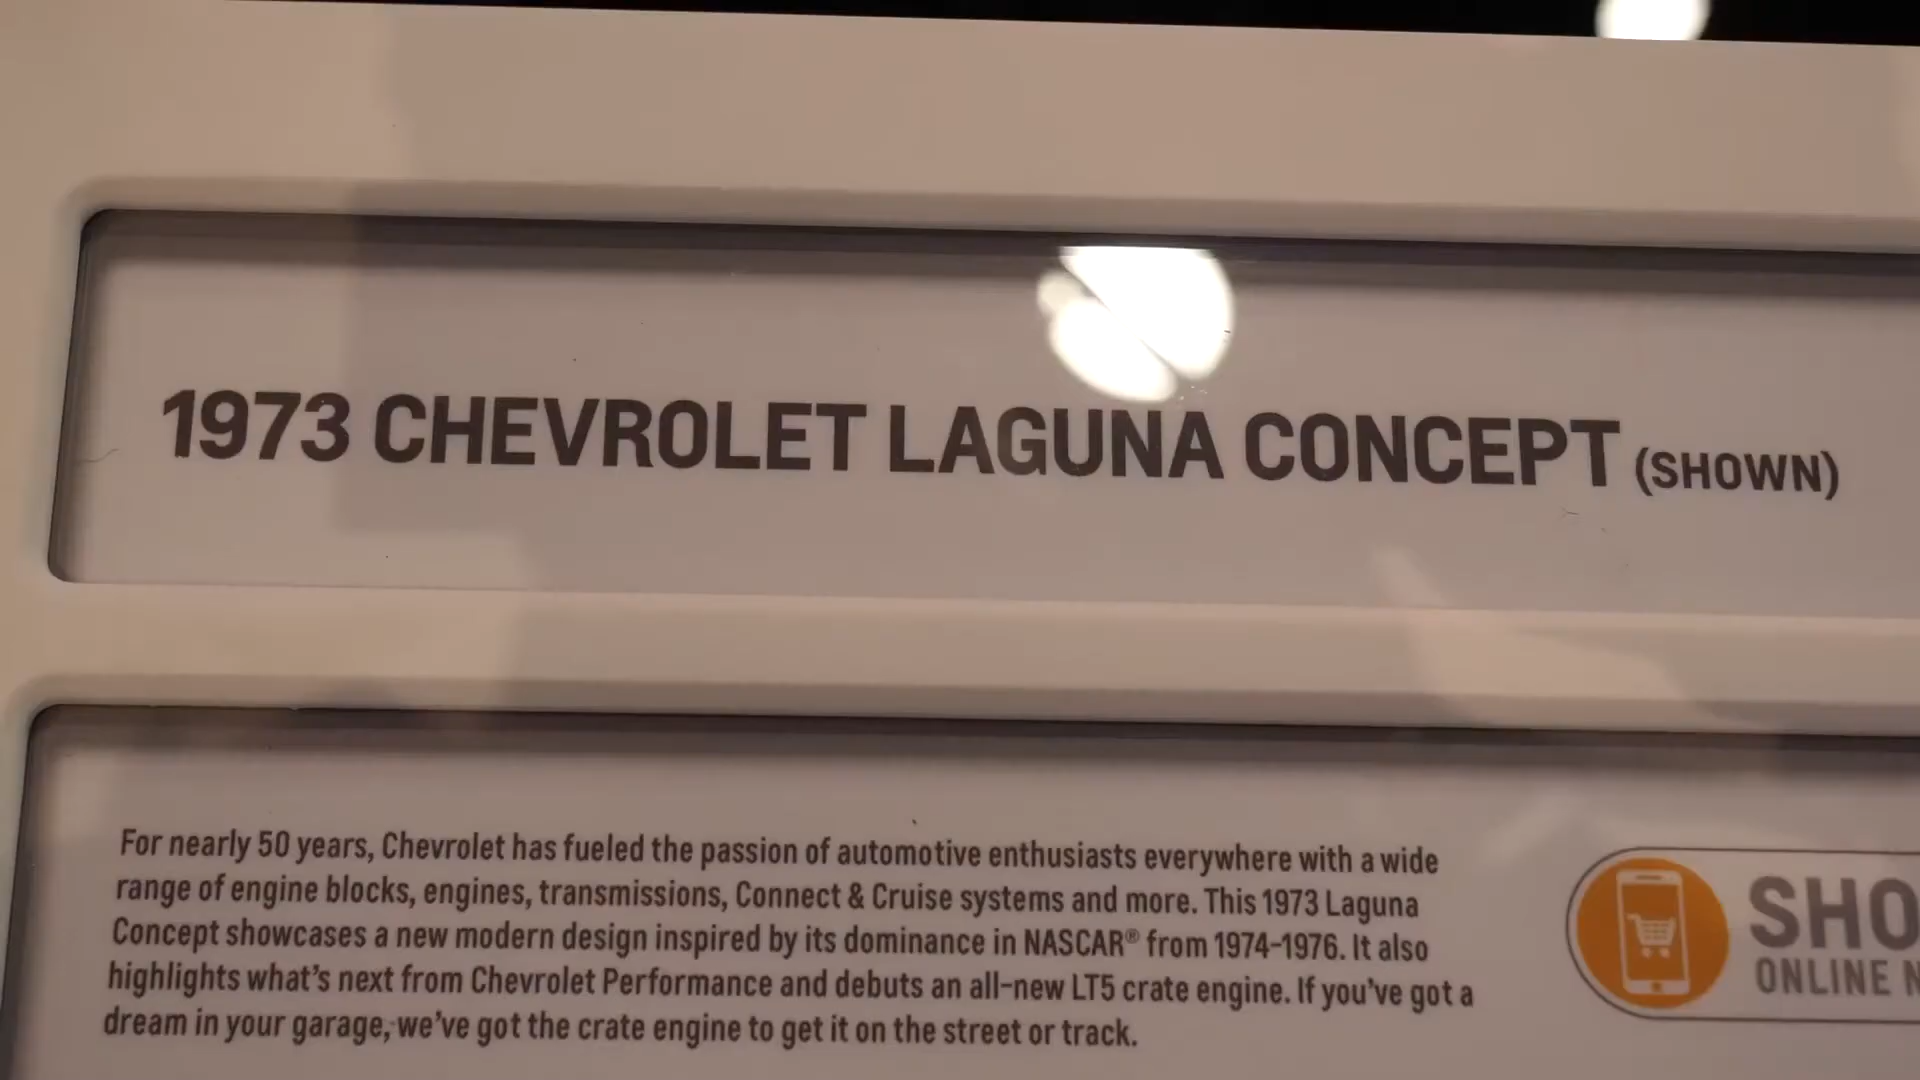 1973 CHEVROLET LAGUNA CONCEPT (SHOWN)
For nearly 50 years, Chevrolet has fueled the passion of automotive enthusiasts everywhere with a wide
range of engine blocks, engines, transmissions, Connect & Cruise systems and more. This 1973 Laguna
Concept showcases a new modern design inspired by its dominance in NASCAR® from 1974-1976. It also
highlights what's next from Chevrolet Performance and debuts an all-new LT5 crate engine. If you've got a
dream in your garage, we've got the crate engine to get it on the street or track.
SHO
ONLINE N